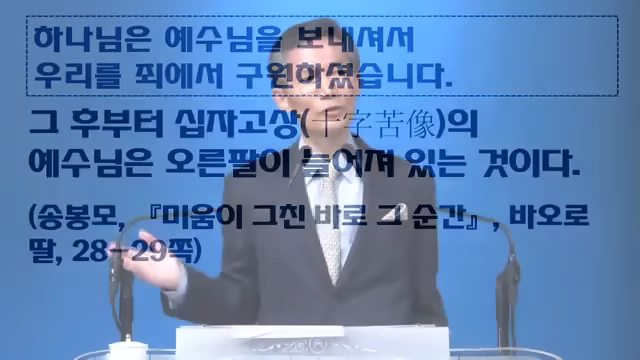 하나님은 예수님을 보내셔서
우리를 죄에서 구원하셨습니다.
그 후부터 십자고상(十字苦像)의
예수님은 오른팔이 늘어져 있는 것이다.
(송봉모, 『미움이 그친 바로 그 순간』, 바오로
딸, 28-29쪽)